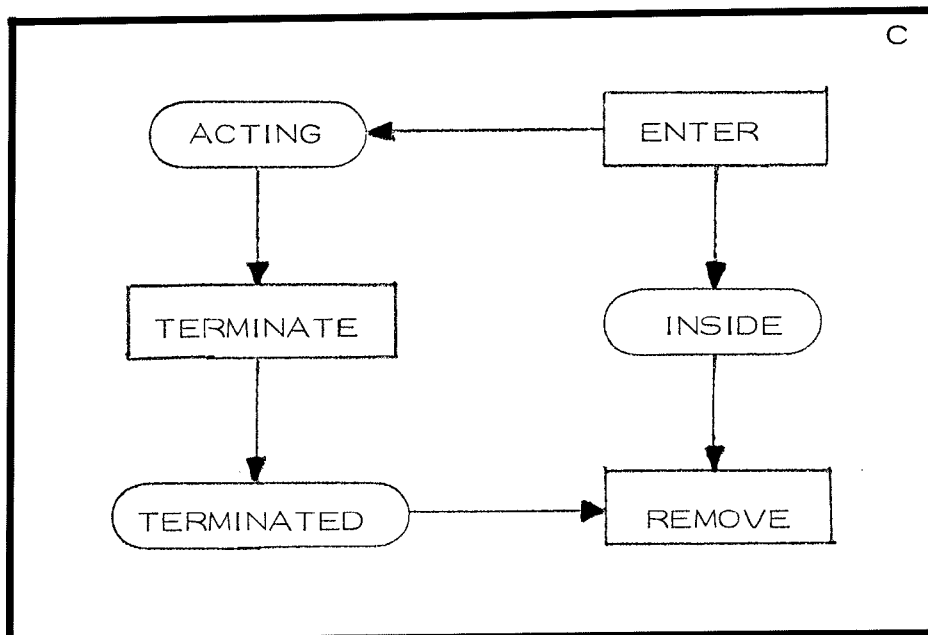 C
ACTING
ENTER
TERMINATE
INSIDE
TERMINATED
REMOVE